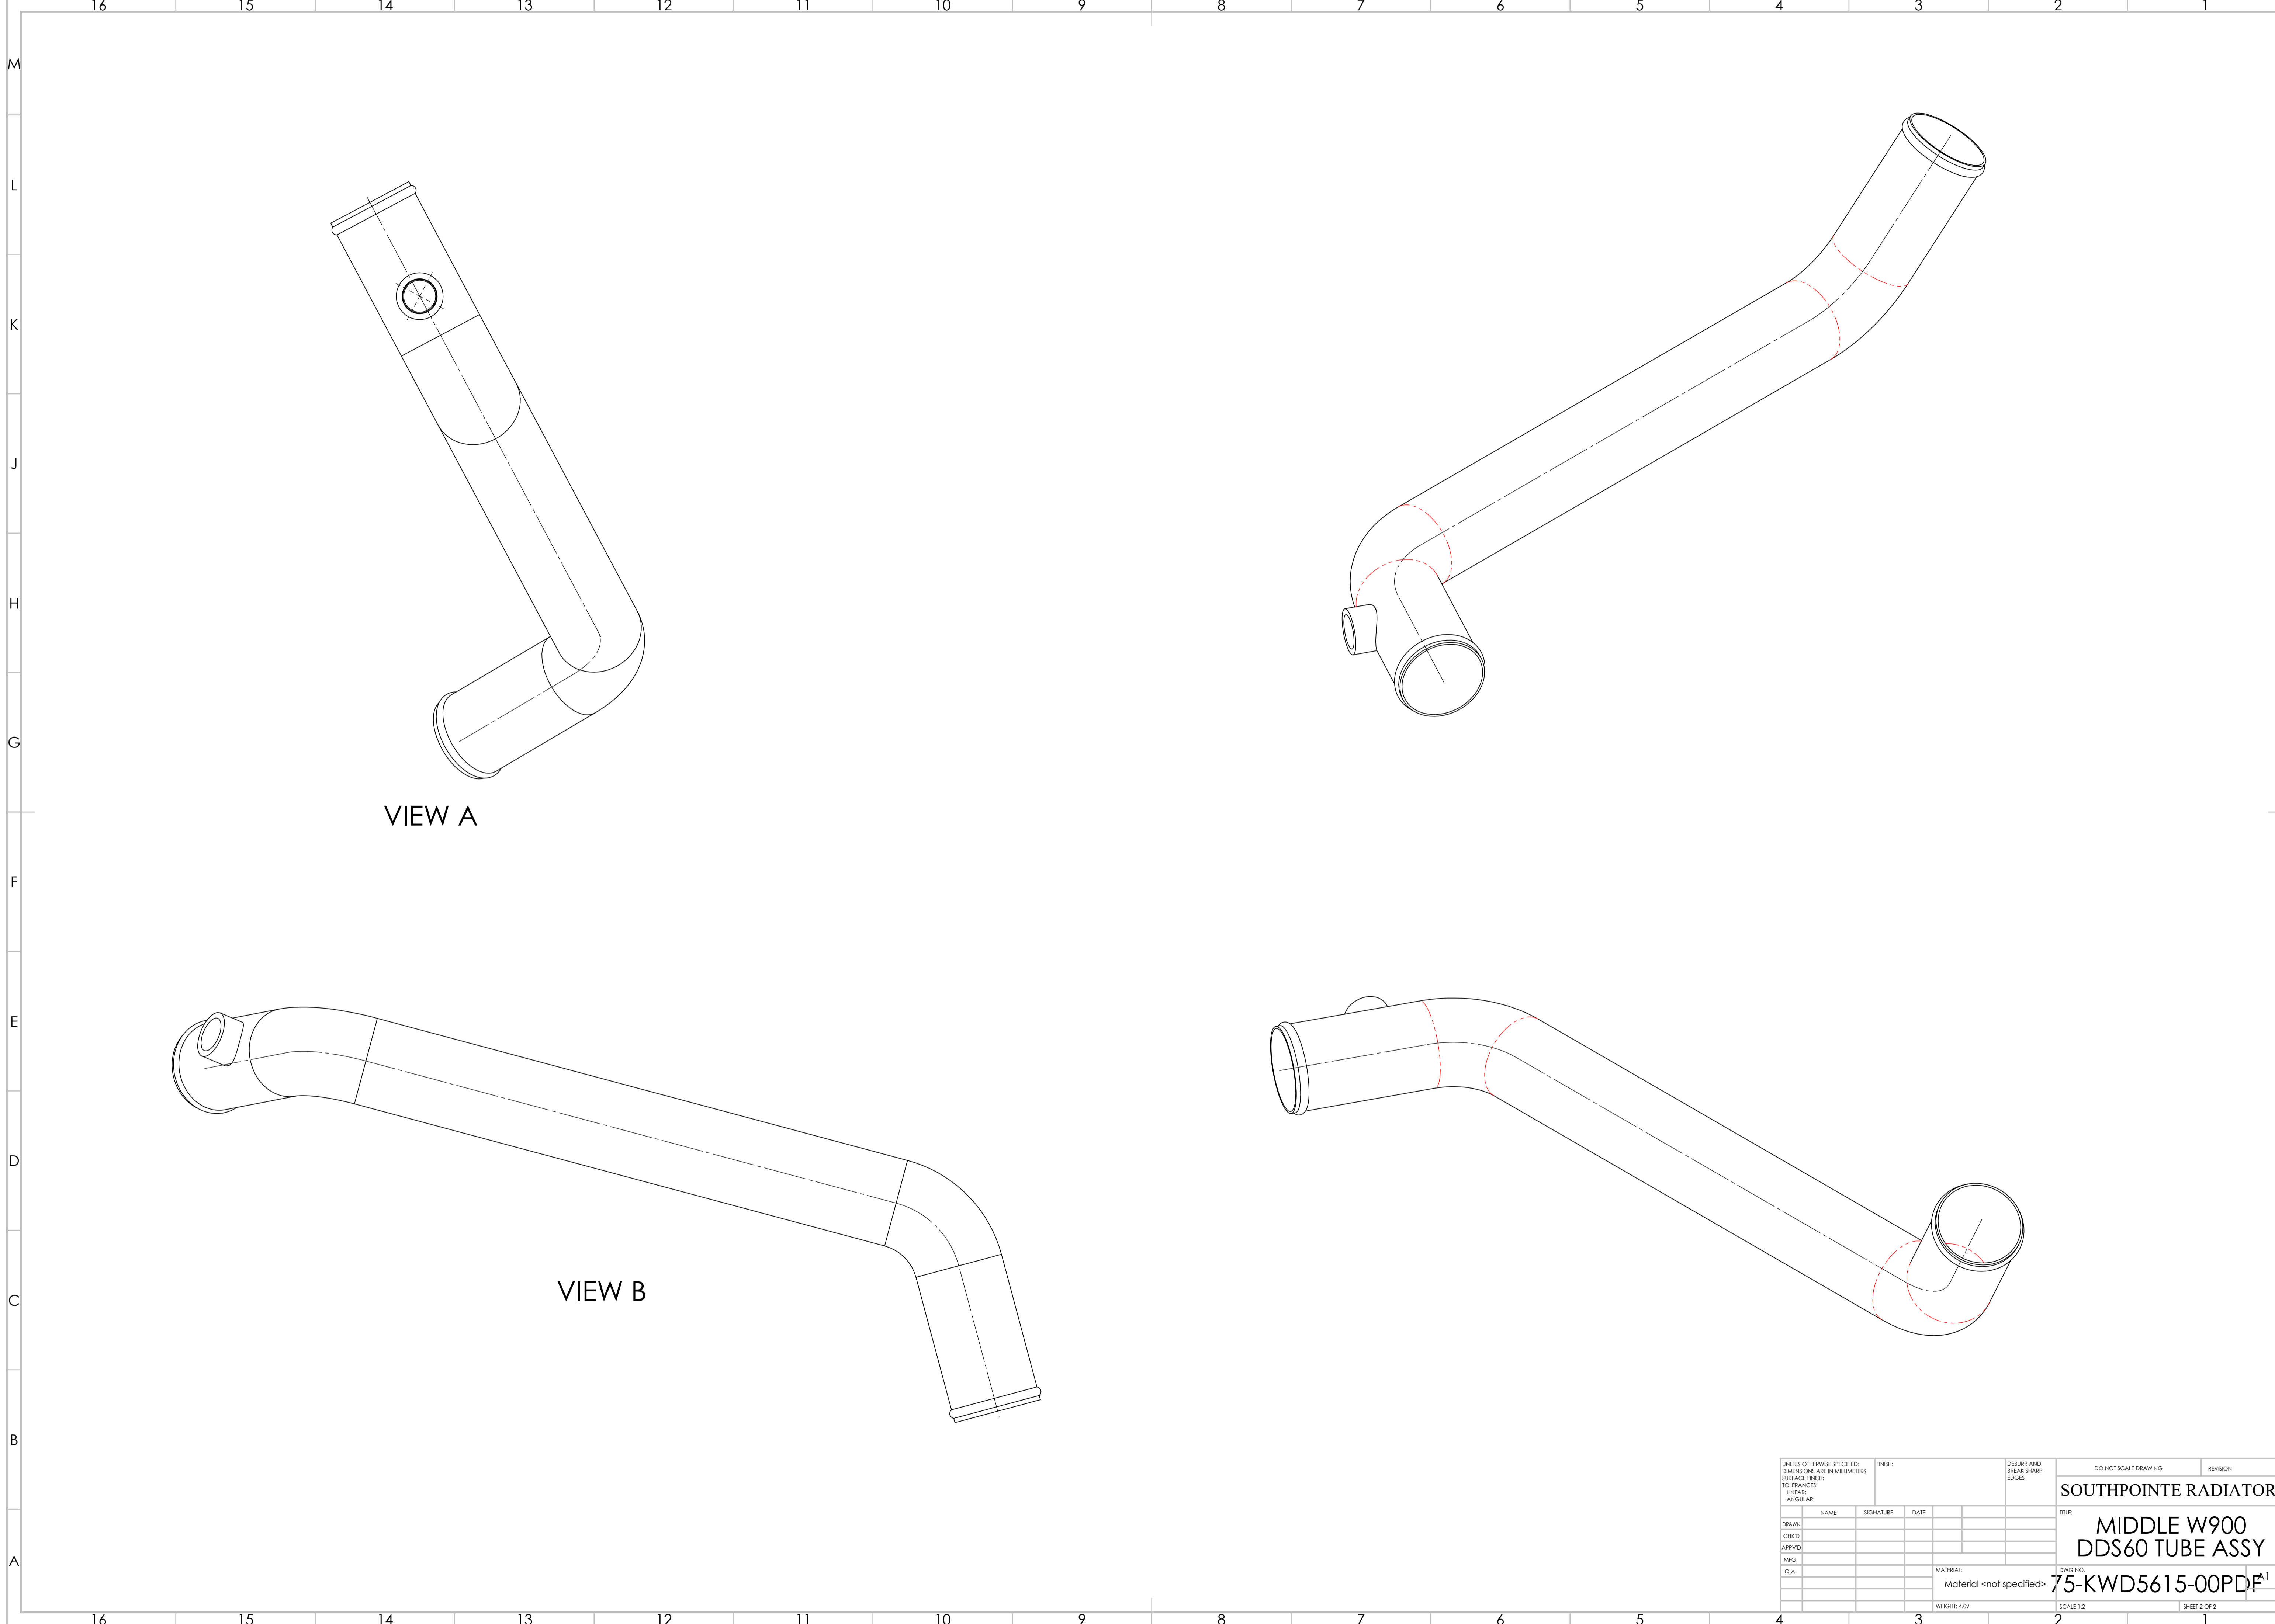 16 15 14 13 12 11 10 9 8 7 6 5 4 3 2 1
M
L
K
J
H
G
F
E
D
C
B
A
VIEW A
VIEW B
UNLESS OTHERWISE SPECIFIED:
DIMENSIONS ARE IN MILLIMETERS
SURFACE FINISH:
TOLERANCES:
LINEAR:
ANGULAR:
FINISH:
DEBURR AND
BREAK SHARP
EDGES
DO NOT SCALE DRAWING
REVISION
SOUTHPOINTE RADIATOR
NAME SIGNATURE DATE
DRAWN
CHK'D
APPV'D
MFG
Q.A
TITLE:
MIDDLE W900
DDS60 TUBE ASSY
MATERIAL:
Material <not specified>
DWG NO.
75-KWD5615-00PDF
A1
WEIGHT: 4.09
SCALE:1:2
SHEET 2 OF 2
16 15 14 13 12 11 10 9 8 7 6 5 4 3 2 1